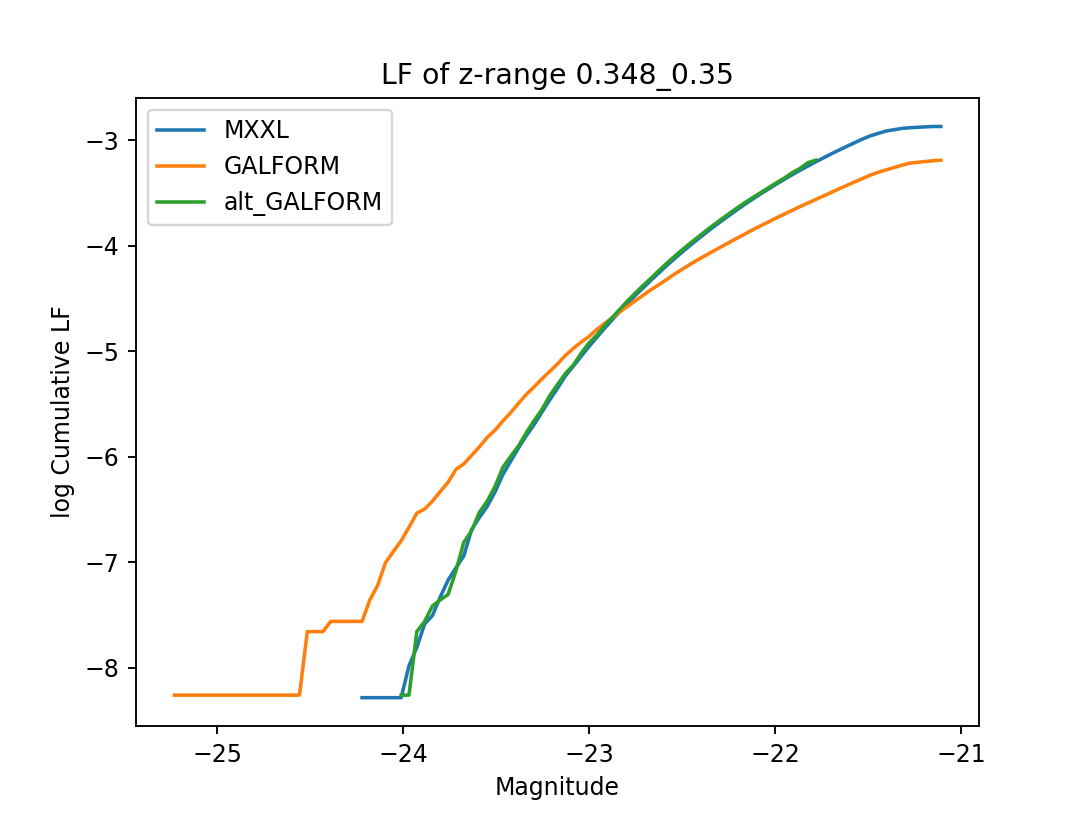 LF of z-range 0.348_0.35
MXXL
GALFORM
alt_GALFORM
log Cumulative LF
−3
−4
−5
−6
−7
−8
−25
−24
−23
−22
−21
Magnitude